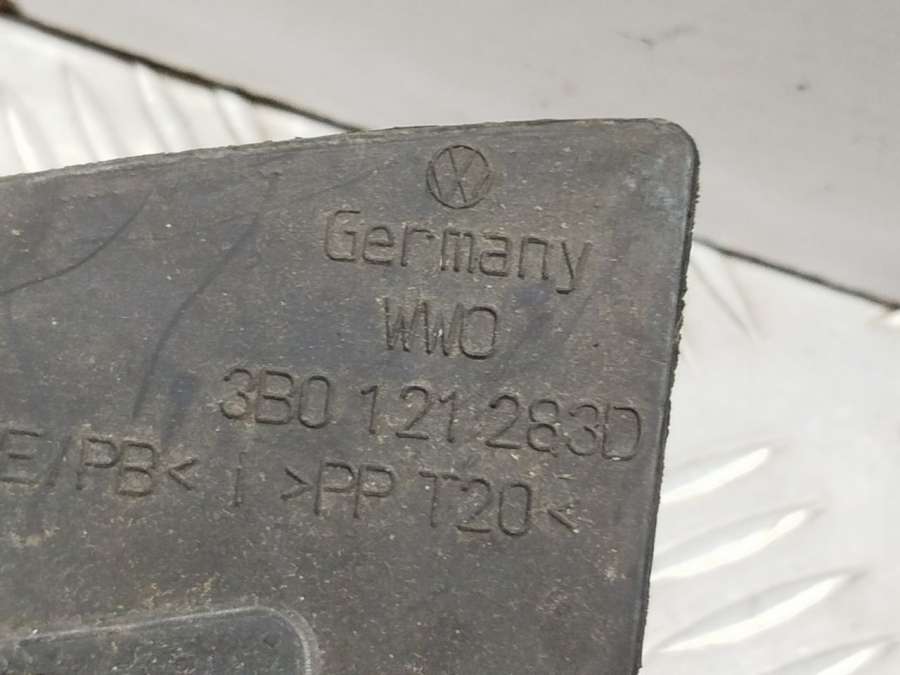 Germany
WWO
3B0 121 283D
E/PB< I >PP T20<